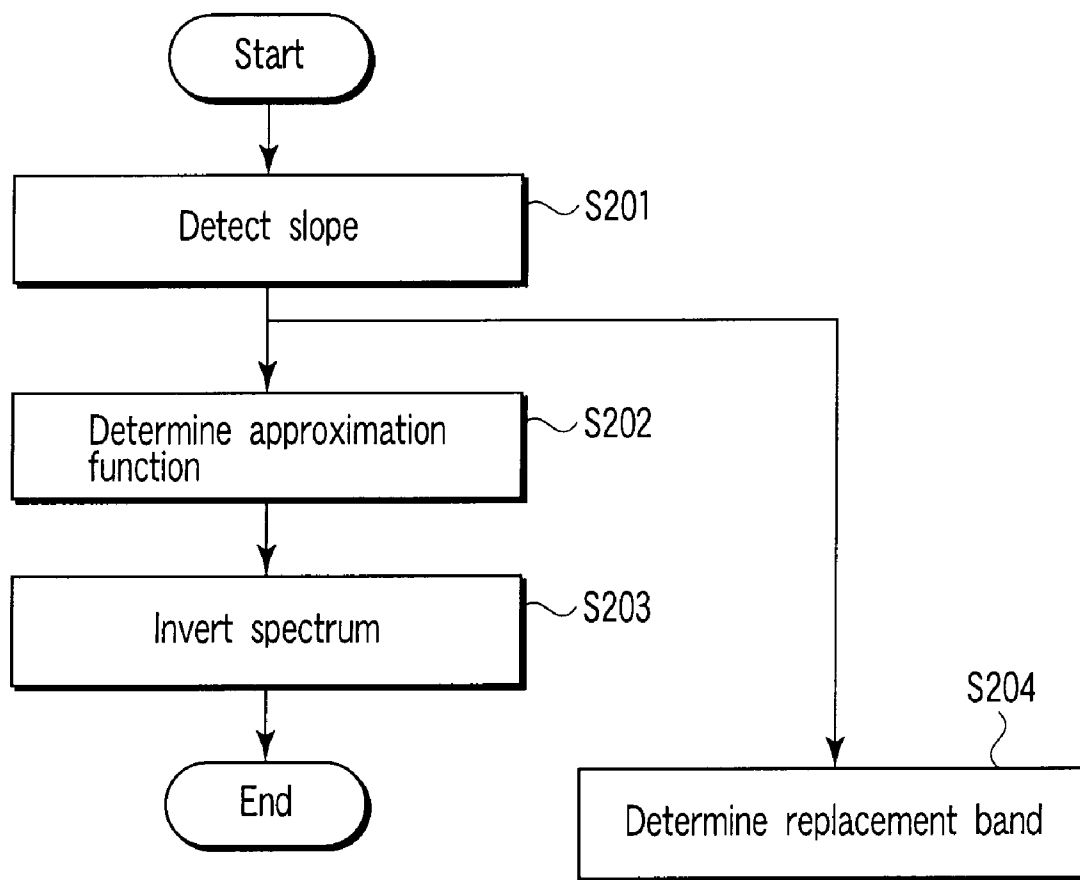 Start
Detect slope
S201
Determine approximation
function
S202
Invert spectrum
S203
End
S204
Determine replacement band